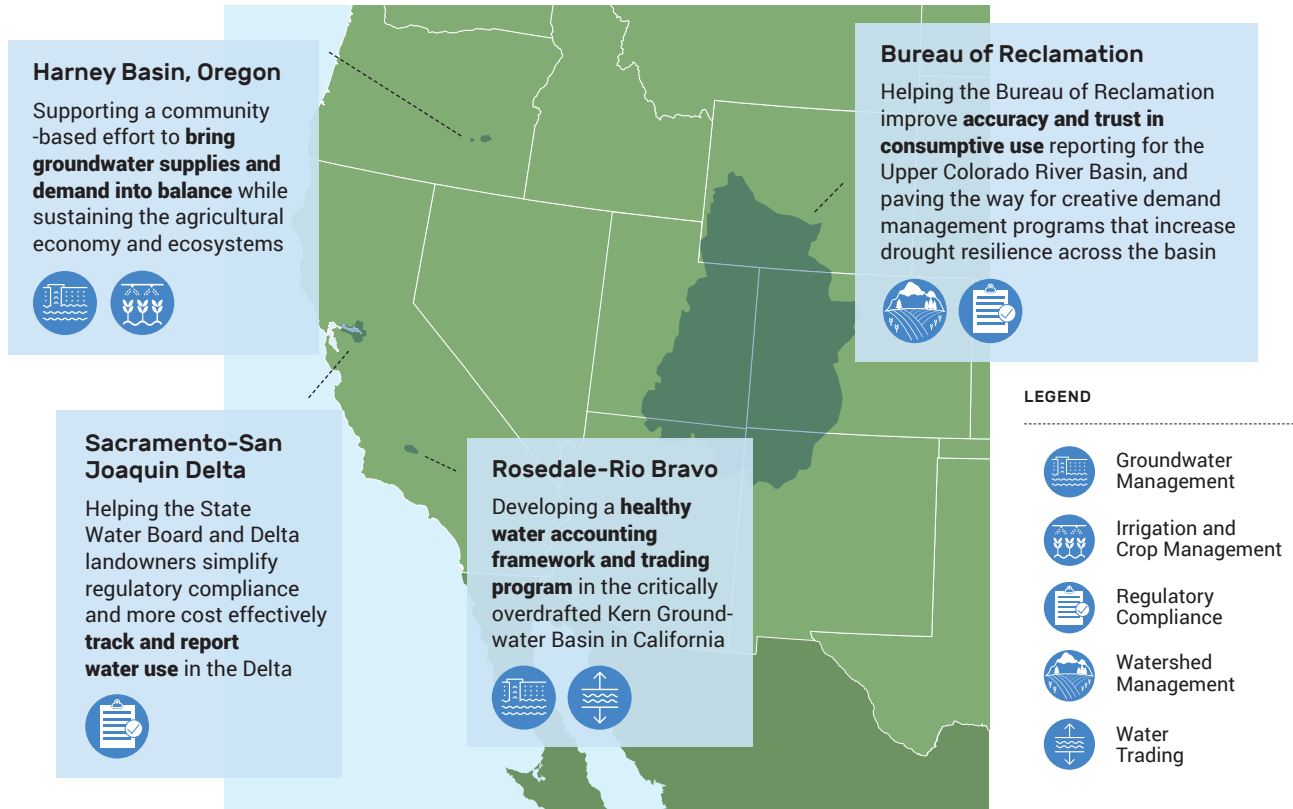 Harney Basin, Oregon
Supporting a community
-based effort to bring
groundwater supplies and
demand into balance while
sustaining the agricultural
economy and ecosystems
Bureau of Reclamation
Helping the Bureau of Reclamation
improve accuracy and trust in
consumptive use reporting for the
Upper Colorado River Basin, and
paving the way for creative demand
management programs that increase
drought resilience across the basin
Sacramento-San
Joaquin Delta
Helping the State
Water Board and Delta
landowners simplify
regulatory compliance
and more cost effectively
track and report
water use in the Delta
Rosedale-Rio Bravo
Developing a healthy
water accounting
framework and trading
program in the critically
overdrafted Kern Ground-
water Basin in California
LEGEND
Groundwater
Management
Irrigation and
Crop Management
Regulatory
Compliance
Watershed
Management
Water
Trading